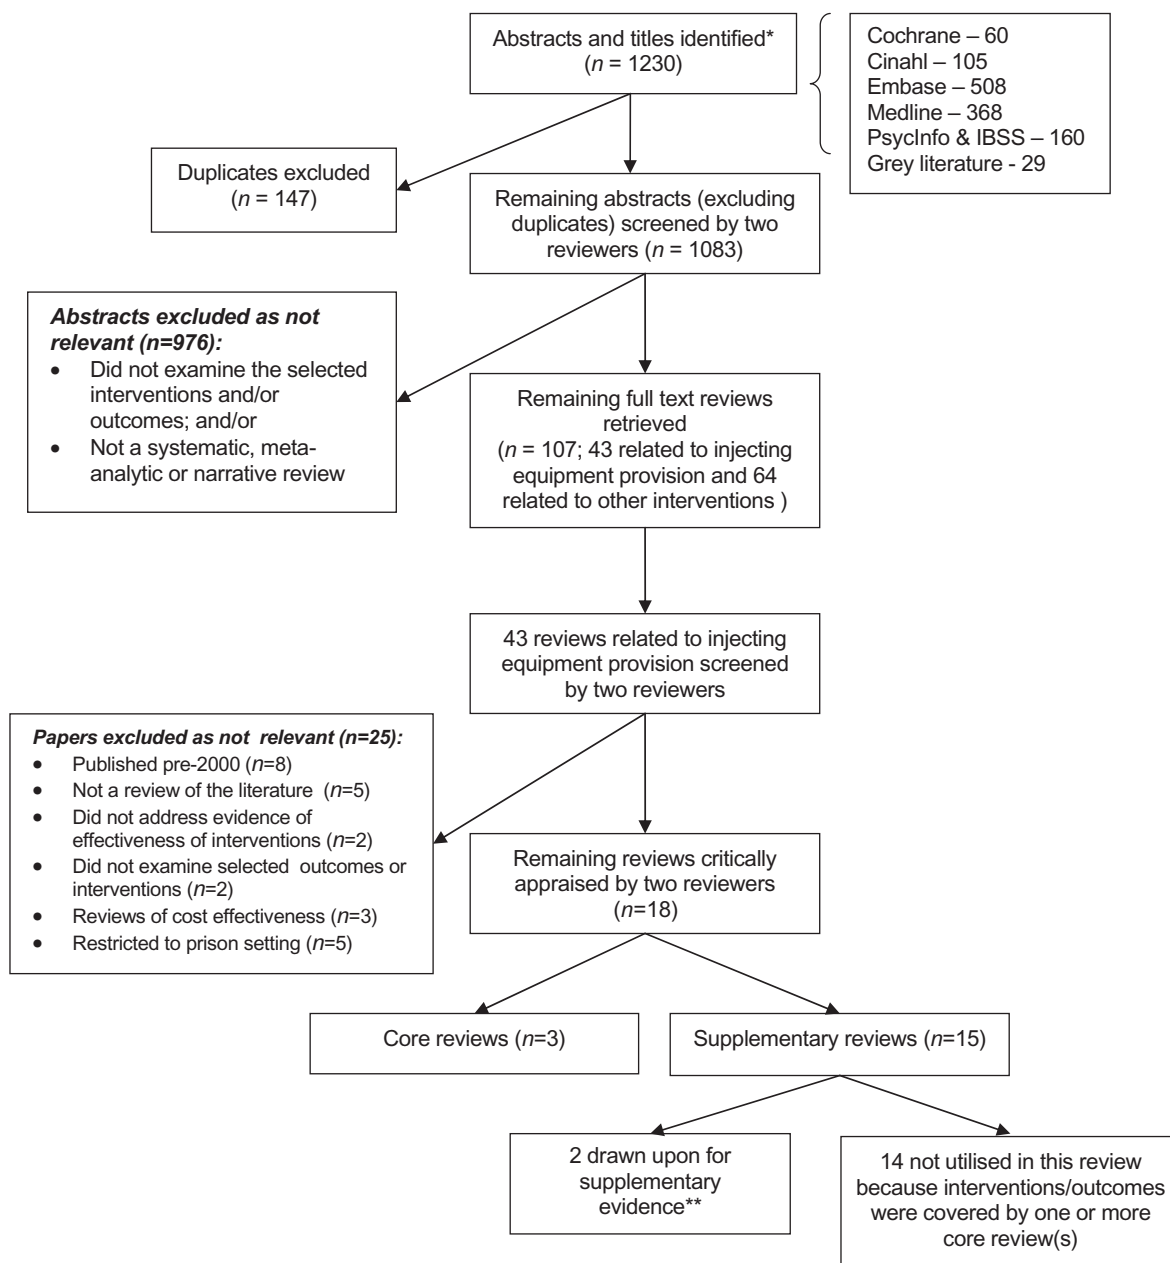 Abstracts and titles identified*
(n = 1230)
Cochrane – 60
Cinahl – 105
Embase – 508
Medline – 368
PsycInfo & IBSS – 160
Grey literature - 29
Duplicates excluded
(n = 147)
Remaining abstracts (excluding
duplicates) screened by two
reviewers (n = 1083)
Abstracts excluded as not
relevant (n=976):
• Did not examine the selected
interventions and/or
outcomes; and/or
• Not a systematic, meta-
analytic or narrative review
Remaining full text reviews
retrieved
(n = 107; 43 related to injecting
equipment provision and 64
related to other interventions )
43 reviews related to injecting
equipment provision screened
by two reviewers
Papers excluded as not relevant (n=25):
• Published pre-2000 (n=8)
• Not a review of the literature (n=5)
• Did not address evidence of
effectiveness of interventions (n=2)
• Did not examine selected outcomes or
interventions (n=2)
• Reviews of cost effectiveness (n=3)
• Restricted to prison setting (n=5)
Remaining reviews critically
appraised by two reviewers
(n=18)
Core reviews (n=3)
Supplementary reviews (n=15)
2 drawn upon for
supplementary
evidence**
14 not utilised in this review
because interventions/outcomes
were covered by one or more
core review(s)